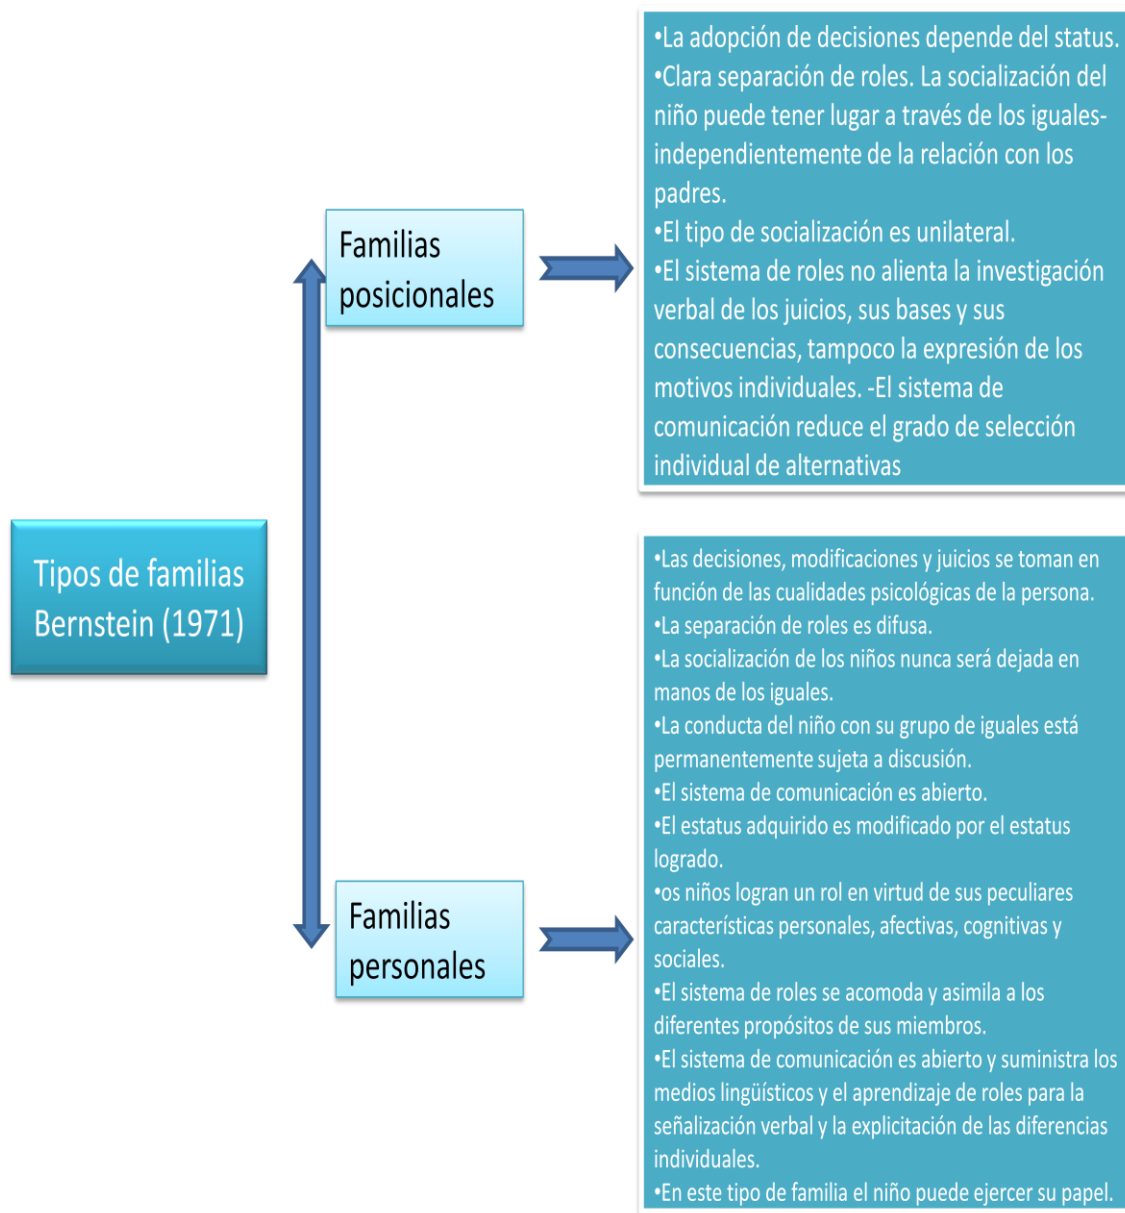 Tipos de familias
Bernstein (1971)
Familias
posicionales
•La adopción de decisiones depende del status.
•Clara separación de roles. La socialización del
niño puede tener lugar a través de los iguales-
independientemente de la relación con los
padres.
•El tipo de socialización es unilateral.
•El sistema de roles no alienta la investigación
verbal de los juicios, sus bases y sus
consecuencias, tampoco la expresión de los
motivos individuales. -El sistema de
comunicación reduce el grado de selección
individual de alternativas
Familias
personales
•Las decisiones, modificaciones y juicios se toman en
función de las cualidades psicológicas de la persona.
•La separación de roles es difusa.
•La socialización de los niños nunca será dejada en
manos de los iguales.
•La conducta del niño con su grupo de iguales está
permanentemente sujeta a discusión.
•El sistema de comunicación es abierto.
•El estatus adquirido es modificado por el estatus
logrado.
•os niños logran un rol en virtud de sus peculiares
características personales, afectivas, cognitivas y
sociales.
•El sistema de roles se acomoda y asimila a los
diferentes propósitos de sus miembros.
•El sistema de comunicación es abierto y suministra los
medios lingüísticos y el aprendizaje de roles para la
señalización verbal y la explicitación de las diferencias
individuales.
•En este tipo de familia el niño puede ejercer su papel.